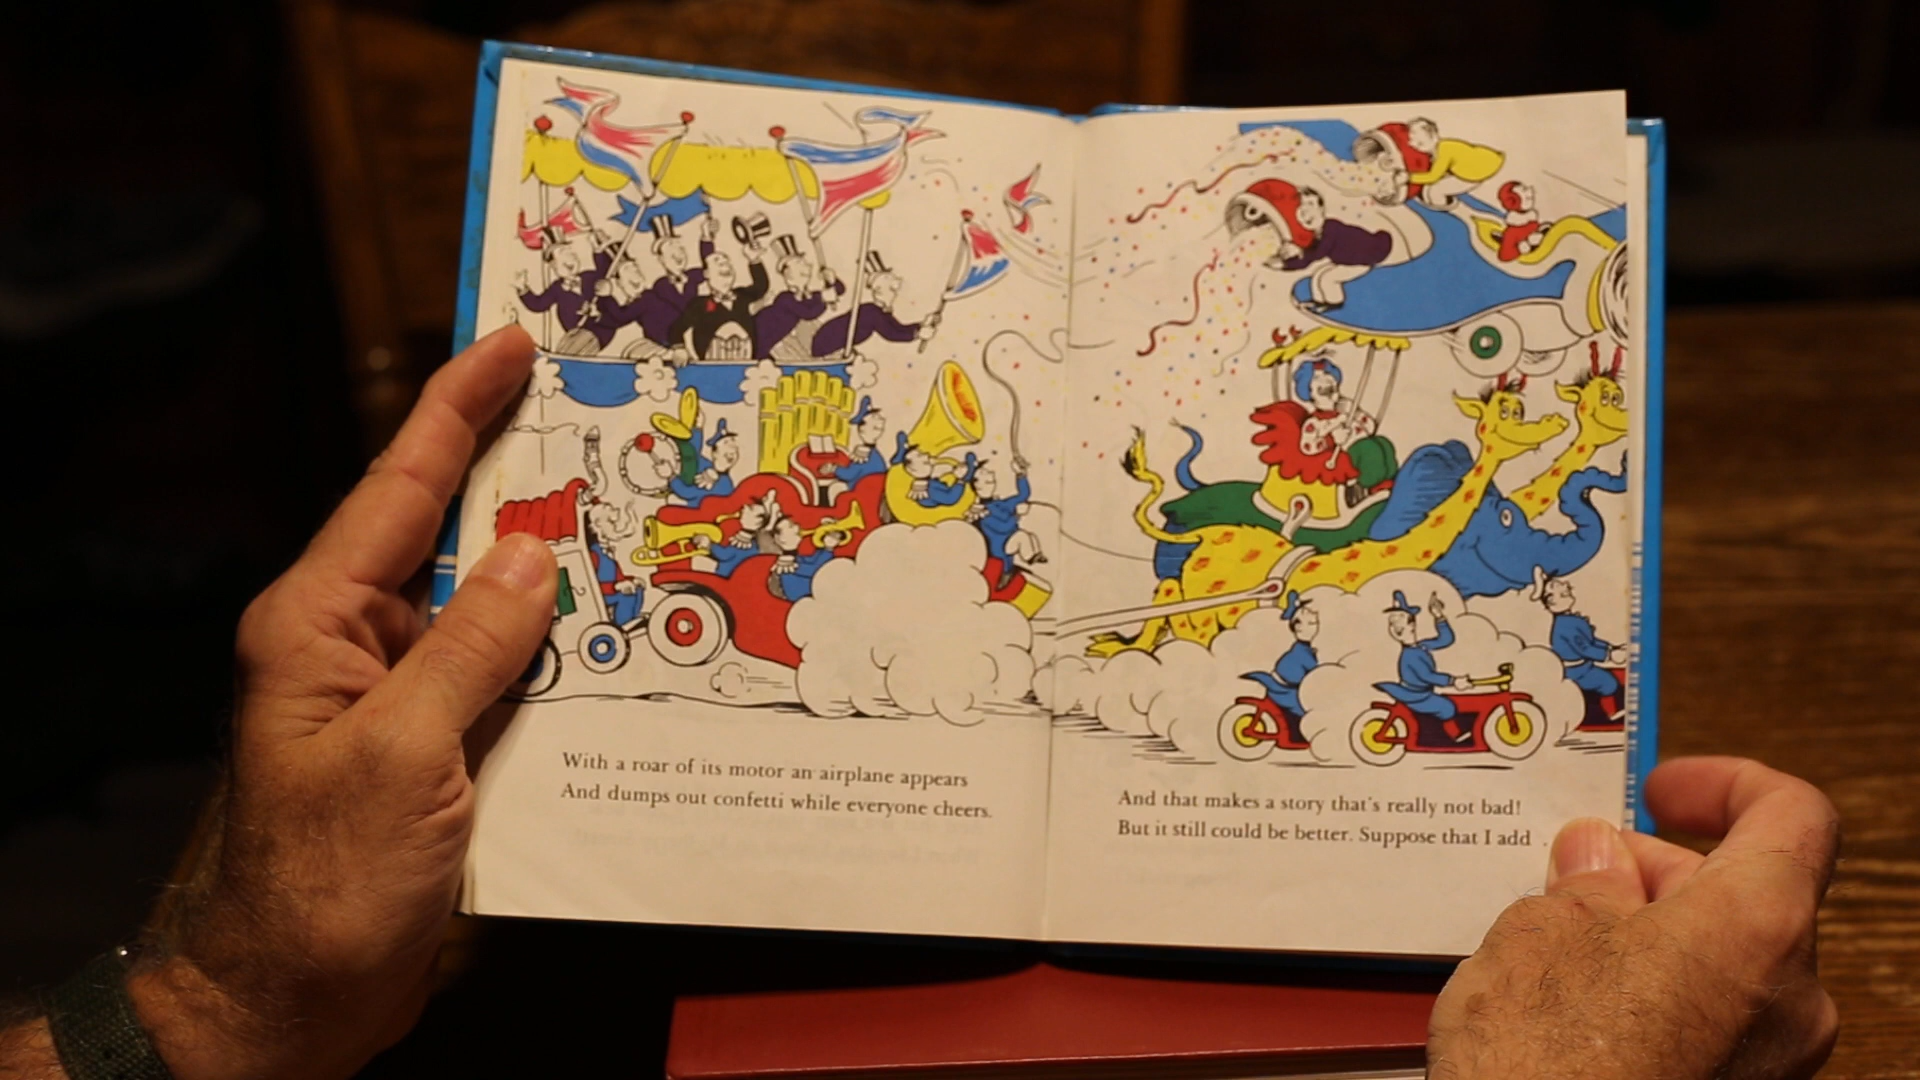 With a roar of its motor an airplane appears
And dumps out confetti while everyone cheers.
And that makes a story that's really not bad!
But it still could be better. Suppose that I add .